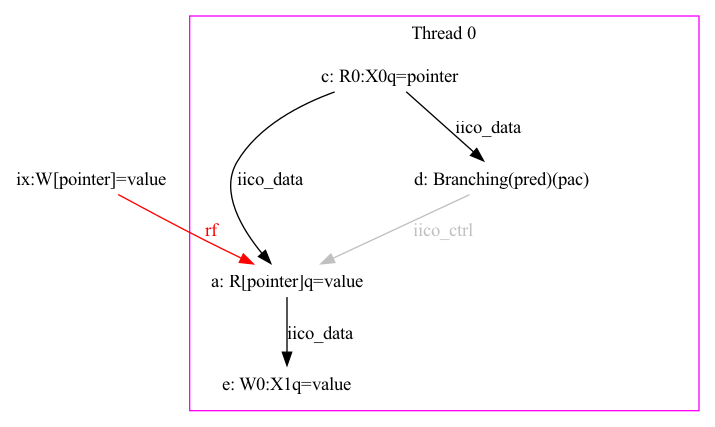 Thread 0
c: R0:X0q=pointer
iico_data
ix:W[pointer]=value
iico_data
d: Branching(pred)(pac)
rf
iico_ctrl
a: R[pointer]q=value
iico_data
e: W0:X1q=value